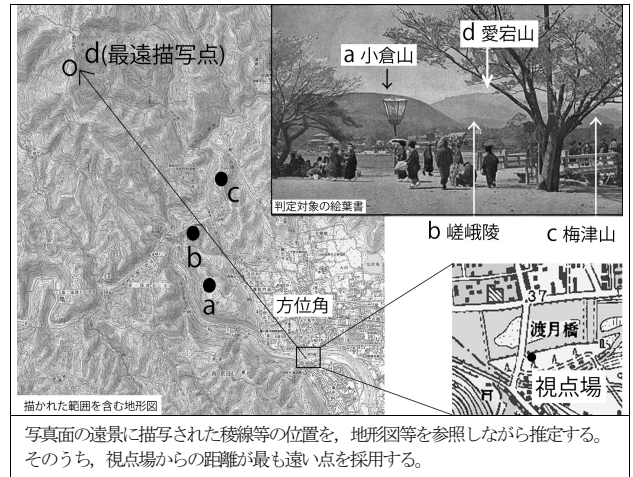 d(最遠描写点)
c
b
a
方位角
描かれた範囲を含む地形図
a 小倉山
d 愛宕山
判定対象の絵葉書
b 嵯峨陵
c 梅津山
37
渡月橋
視点場
写真面の遠景に描写された稜線等の位置を，地形図等を参照しながら推定する。
そのうち，視点場からの距離が最も遠い点を採用する。